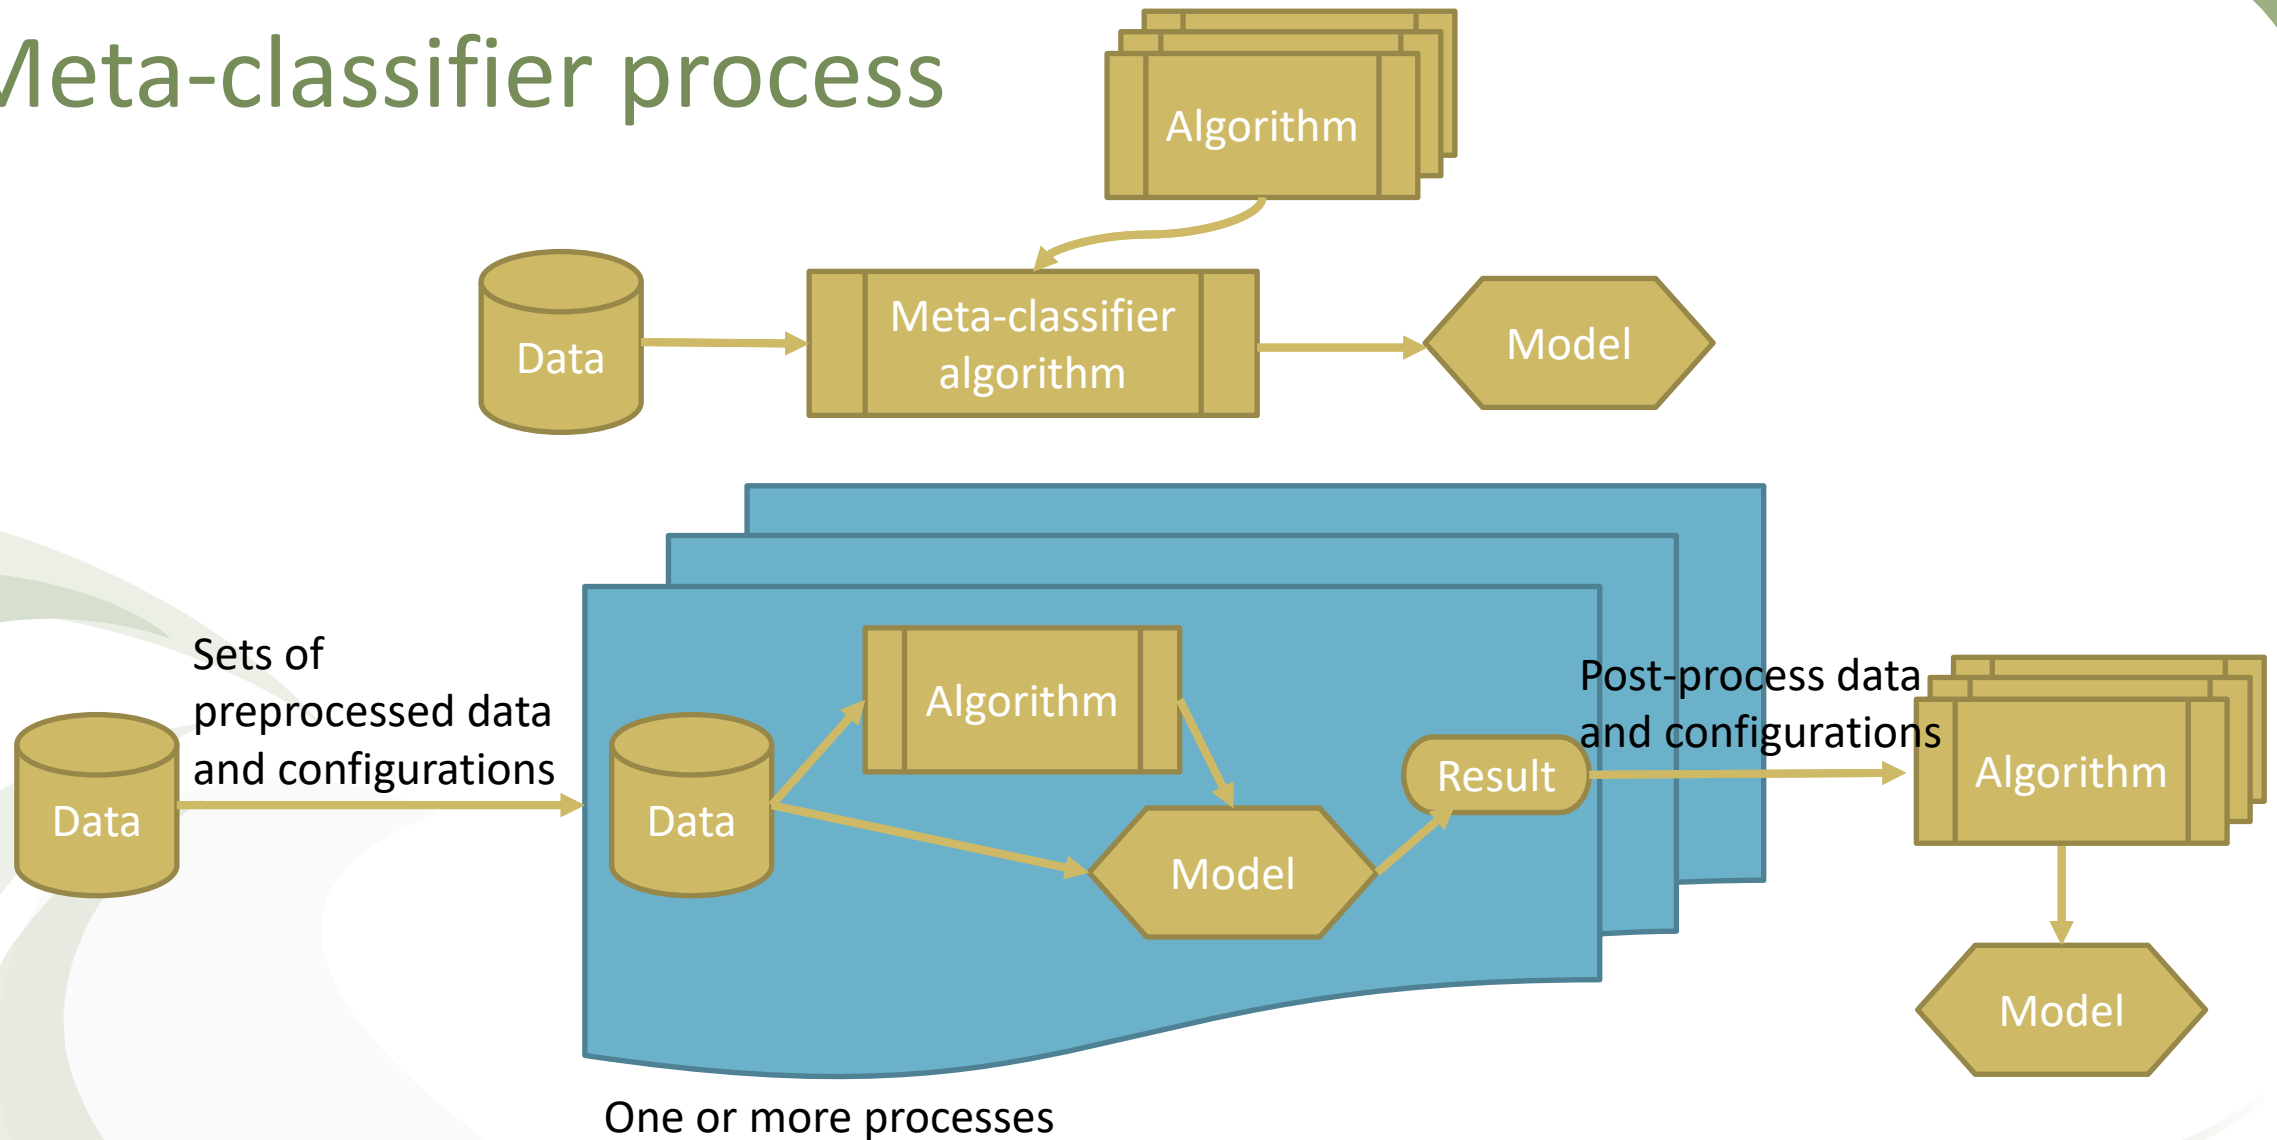 Meta-classifier process
Algorithm
Data
Meta-classifier
algorithm
Model
Sets of
preprocessed data
and configurations
Data
Data
Algorithm
Model
Result
Post-process data
and configurations
Algorithm
Model
One or more processes